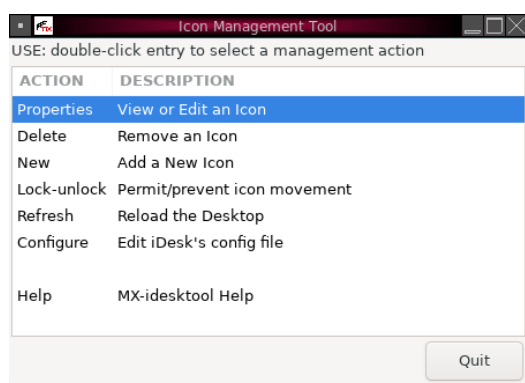 Icon Management Tool
USE: double-click entry to select a management action
ACTION DESCRIPTION
Properties View or Edit an Icon
Delete Remove an Icon
New Add a New Icon
Lock-unlock Permit/prevent icon movement
Refresh Reload the Desktop
Configure Edit iDesk's config file
Help MX-idesktool Help
Quit